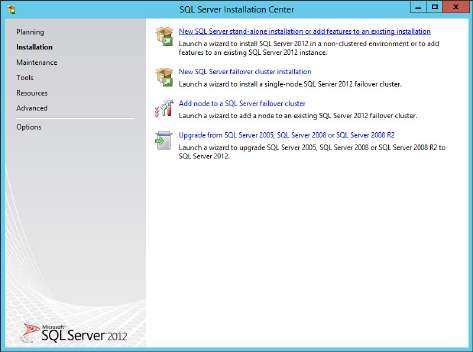 SQL Server Installation Center
Planning
Installation
Maintenance
Tools
Resources
Advanced
Options
New SQL Server stand-alone installation or add features to an existing installation
Launch a wizard to install SQL Server 2012 in a non-clustered environment or to add
features to an existing SQL Server 2012 instance.
New SQL Server failover cluster installation
Launch a wizard to install a single-node SQL Server 2012 failover cluster.
Add node to a SQL Server failover cluster
Launch a wizard to add a node to an existing SQL Server 2012 failover cluster.
Upgrade from SQL Server 2005, SQL Server 2008 or SQL Server 2008 R2
Launch a wizard to upgrade SQL Server 2005, SQL Server 2008 or SQL Server 2008 R2 to
SQL Server 2012.
Microsoft
SQL Server 2012